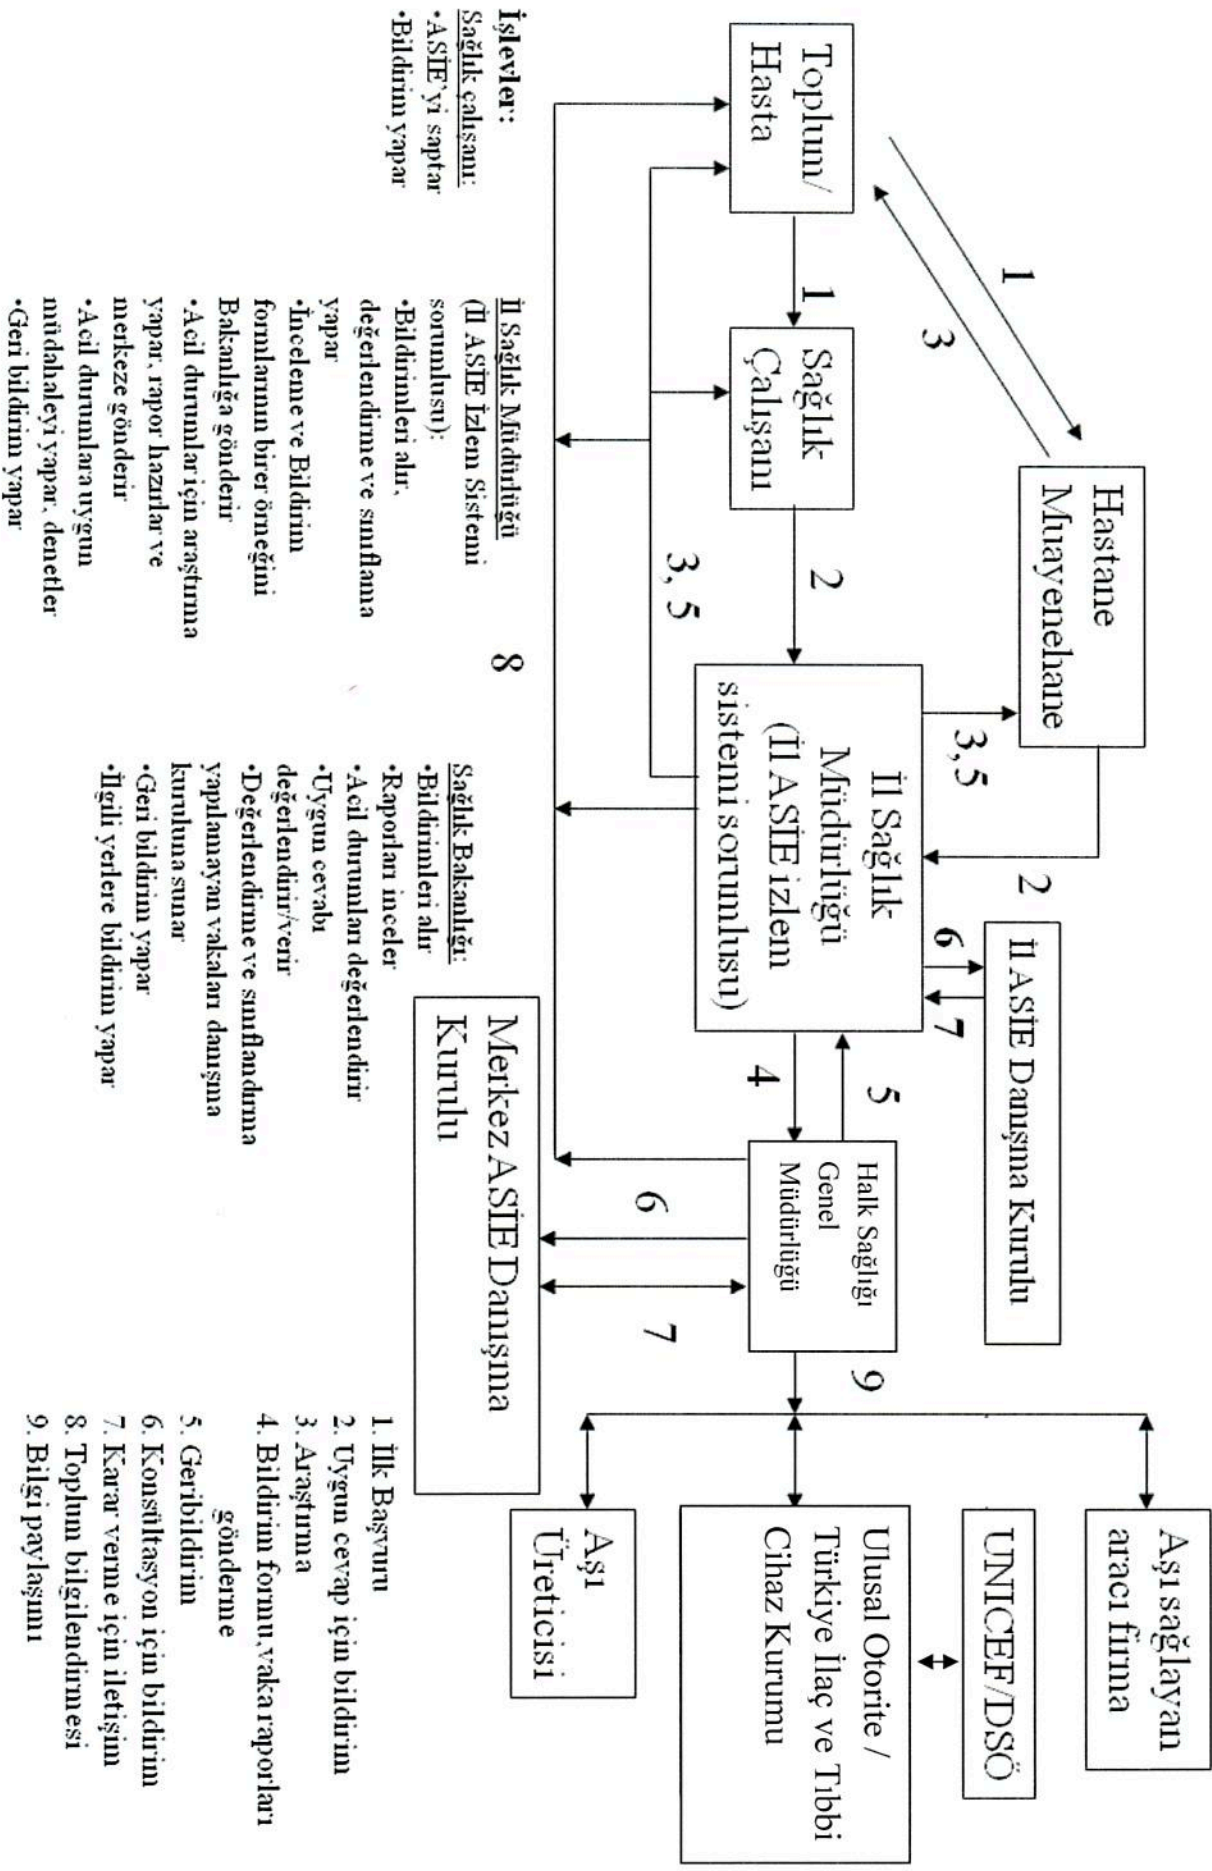 Hastane
Muayenehane
İl ASİE Danışma Kurulu
Aşı sağlayan
aracı firma
UNICEF/DSÖ
1
3
3,5
2
6
7
Toplum/
Hasta
1
Sağlık
Çalışanı
2
İl Sağlık
Müdürlüğü
(İl ASİE izlem
sistemi sorumlusu)
5
4
Halk Sağlığı
Genel
Müdürlüğü
9
Ulusal Otorite /
Türkiye İlaç ve Tıbbi
Cihaz Kurumu
3, 5
6
7
Aşı
Üreticisi
8
Merkez ASİE Danışma
Kurulu
İşlevler:
Sağlık çalışanı:
•ASİE'yi saptar
•Bildirim yapar
İl Sağlık Müdürlüğü
(İl ASİE İzlem Sistemi
sorumlusu):
•Bildirimleri alır,
değerlendirme ve sınıflama
yapar
•İnceleme ve Bildirim
formlarının birer örneğini
Bakanlığa gönderir
•Acil durumlar için araştırma
yapar, rapor hazırlar ve
merkeze gönderir
•Acil durumlara uygun
müdahaleyi yapar, denetler
•Geri bildirim yapar
Sağlık Bakanlığı:
•Bildirimleri alır
•Raporları inceler
•Acil durumları değerlendirir
•Uygun cevabı
değerlendirir/verir
•Değerlendirme ve sınıflandırma
yapılamayan vakaları danışma
kuruluna sunar
•Geri bildirim yapar
•İlgili yerlere bildirim yapar
1. İlk Başvuru
2. Uygun cevap için bildirim
3. Araştırma
4. Bildirim formu,vaka raporları
gönderme
5. Geribildirim
6. Konsültasyon için bildirim
7. Karar verme için iletişim
8. Toplum bilgilendirmesi
9. Bilgi paylaşımı